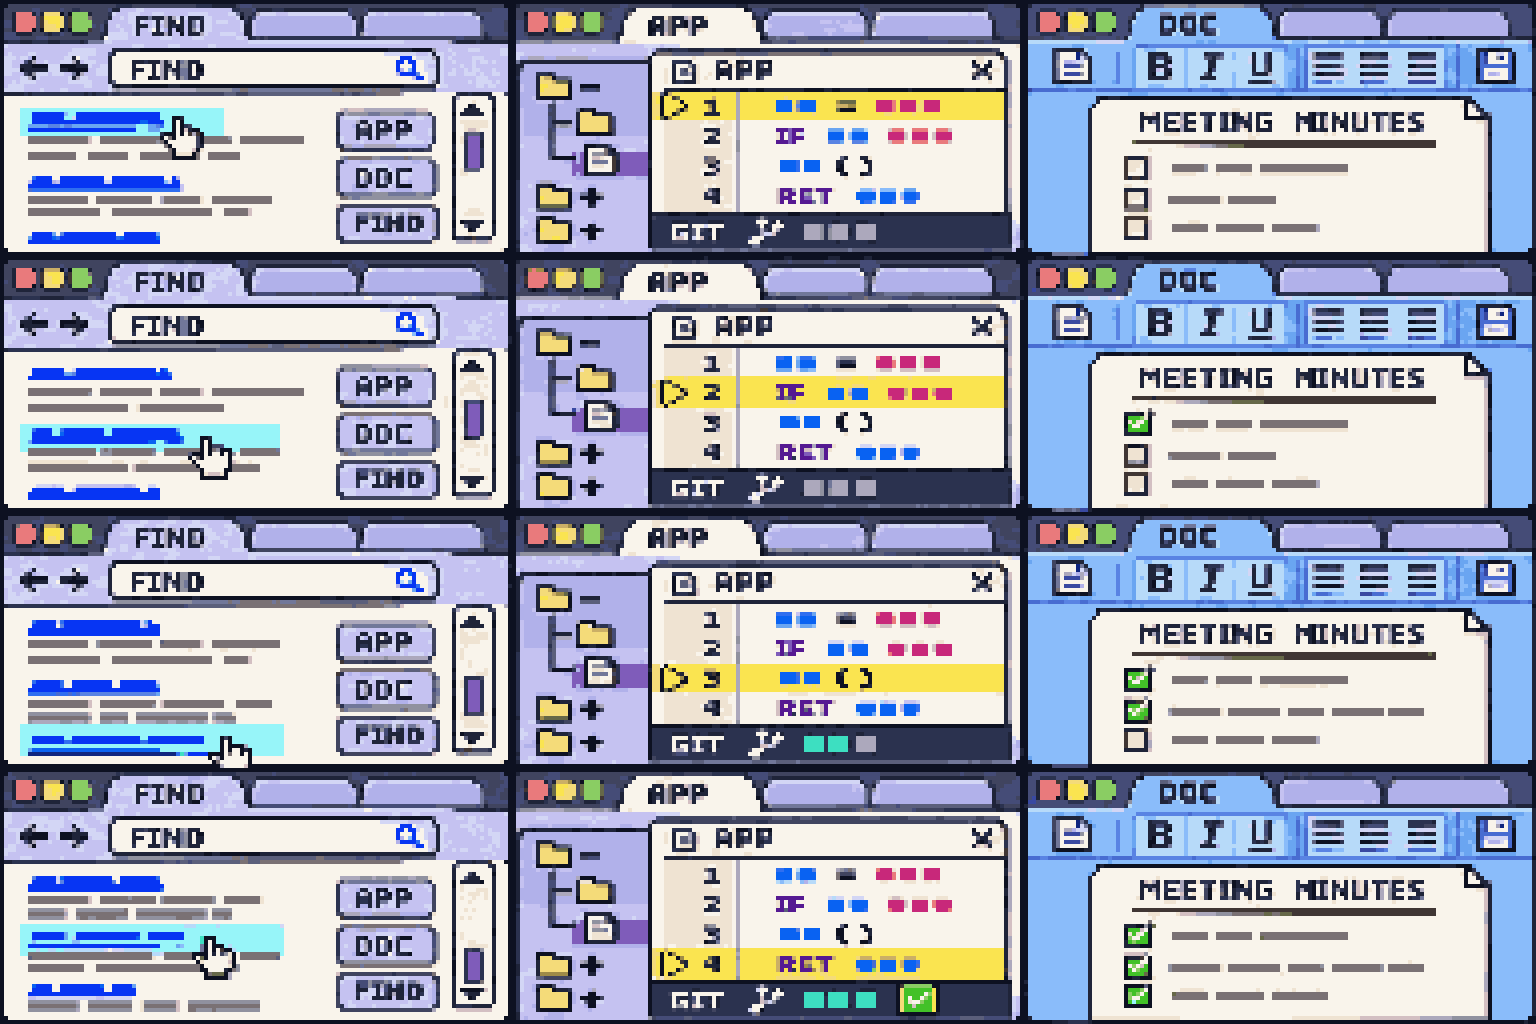 FIND
FIND
APP
DOC
FIND
APP
APP
1 =
2 IF
3 ()
4 RET
GIT
DOC
B I U
MEETING MINUTES
FIND
FIND
APP
DOC
FIND
APP
APP
1 =
2 IF
3 ()
4 RET
GIT
DOC
B I U
MEETING MINUTES
FIND
FIND
APP
DOC
FIND
APP
APP
1 =
2 IF
3 ()
4 RET
GIT
DOC
B I U
MEETING MINUTES
FIND
FIND
APP
DOC
FIND
APP
APP
1 =
2 IF
3 ()
4 RET
GIT
DOC
B I U
MEETING MINUTES